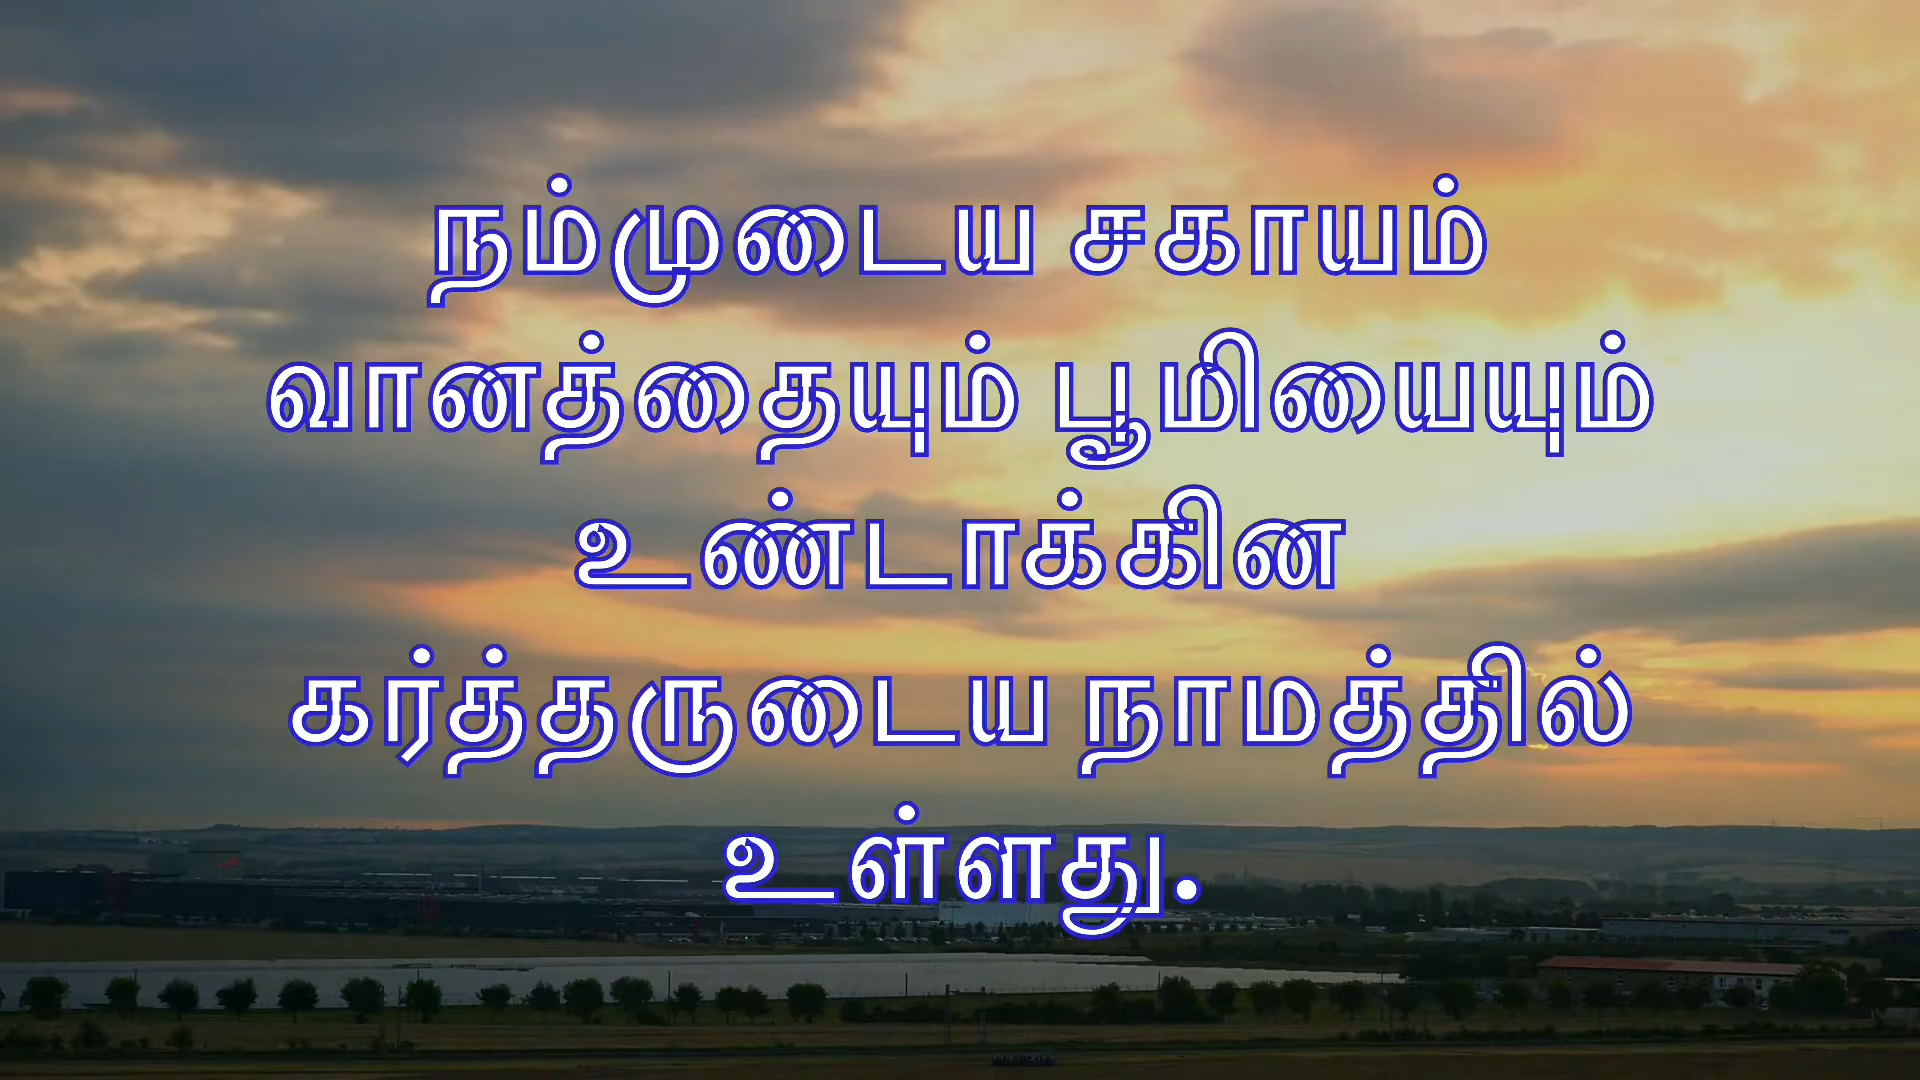 நம்முடைய சகாயம்
வானத்தையும் பூமியையும்
உண்டாக்கின
கர்த்தருடைய நாமத்தில்
உள்ளது.